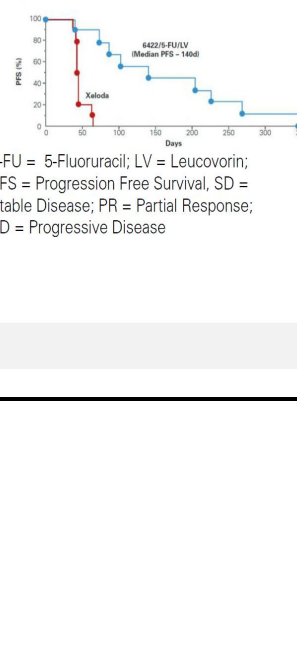 100
80
60
40
20
0
PFS (%)
6422/5-FU/LV
(Median PFS – 140d)
Xeloda
0 50 100 150 200 250 300
Days
-FU = 5-Fluoruracil; LV = Leucovorin;
FS = Progression Free Survival, SD =
table Disease; PR = Partial Response;
D = Progressive Disease